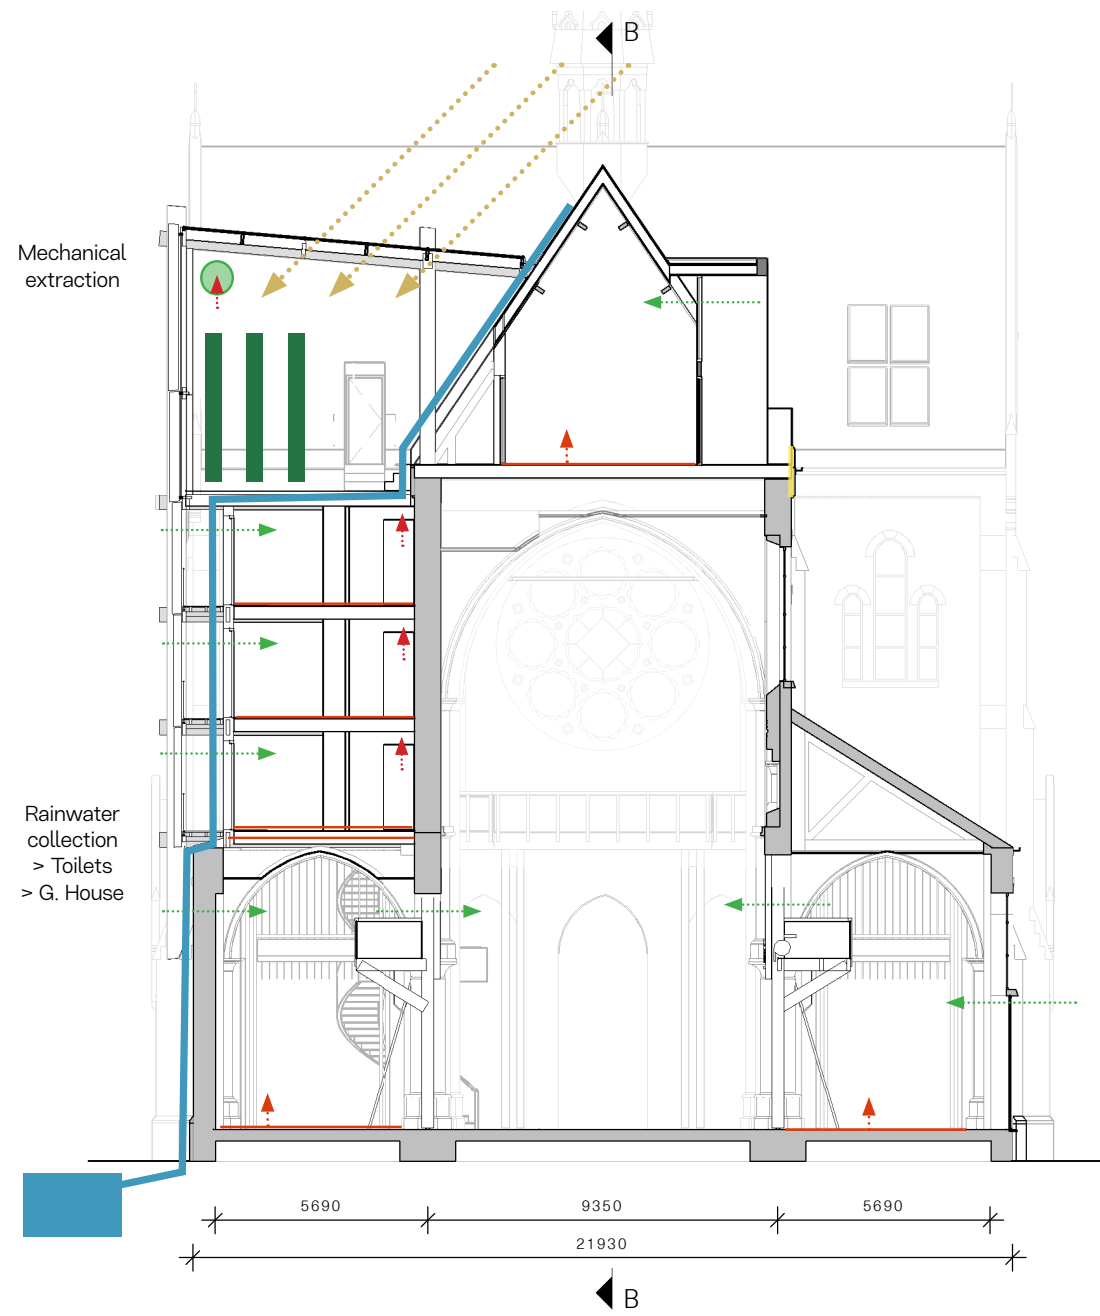 B
Mechanical
extraction
Rainwater
collection
> Toilets
> G. House
5690
9350
5690
21930
B